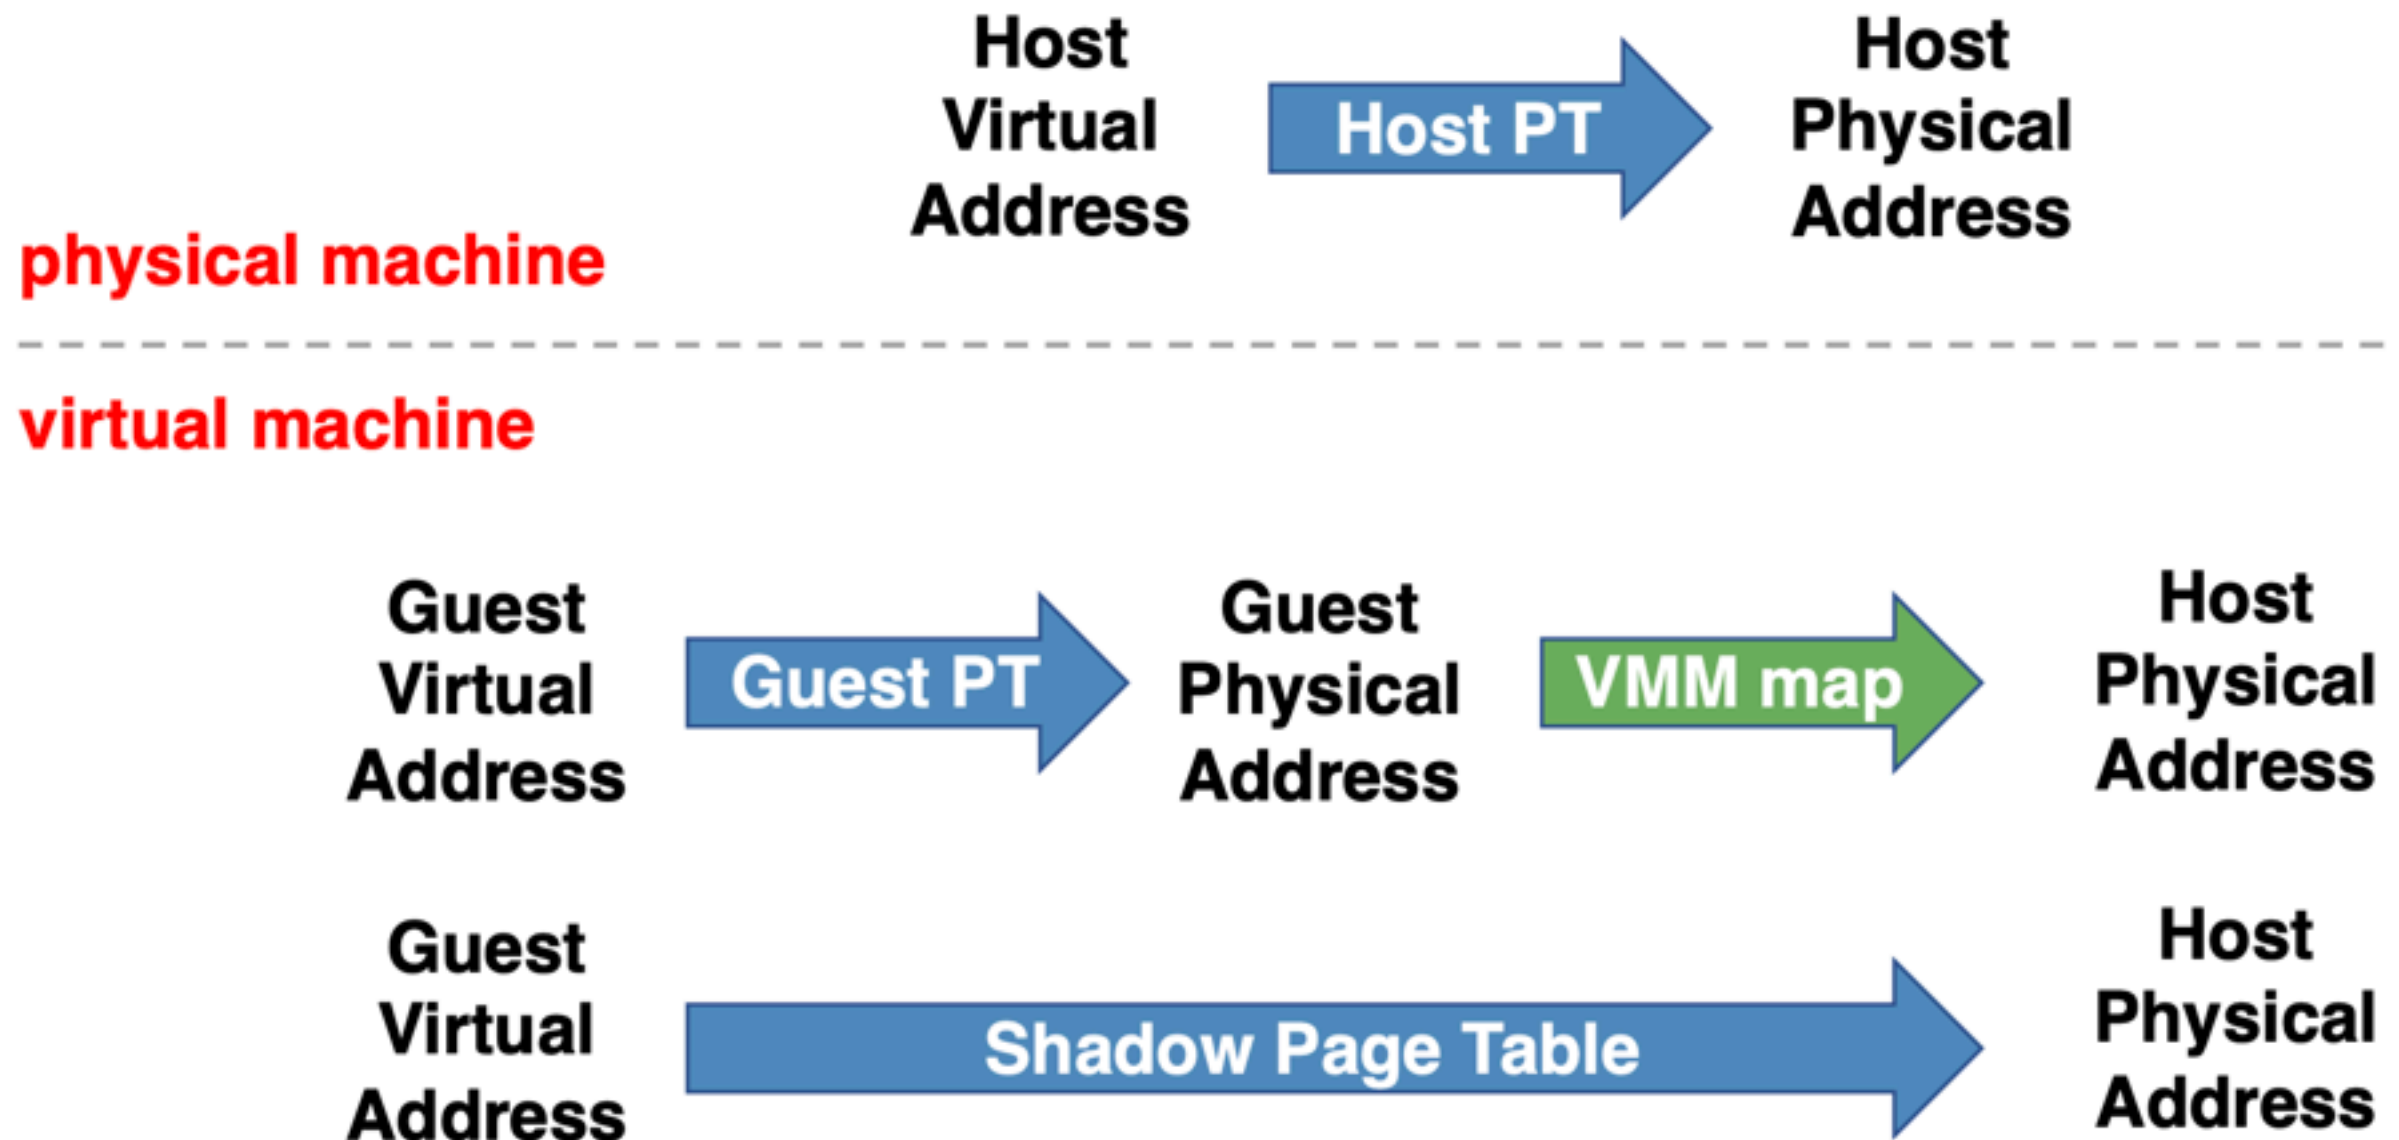 Host
Virtual
Address
Host PT
Host
Physical
Address
physical machine
virtual machine
Guest
Virtual
Address
Guest PT
Guest
Physical
Address
VMM map
Host
Physical
Address
Guest
Virtual
Address
Shadow Page Table
Host
Physical
Address